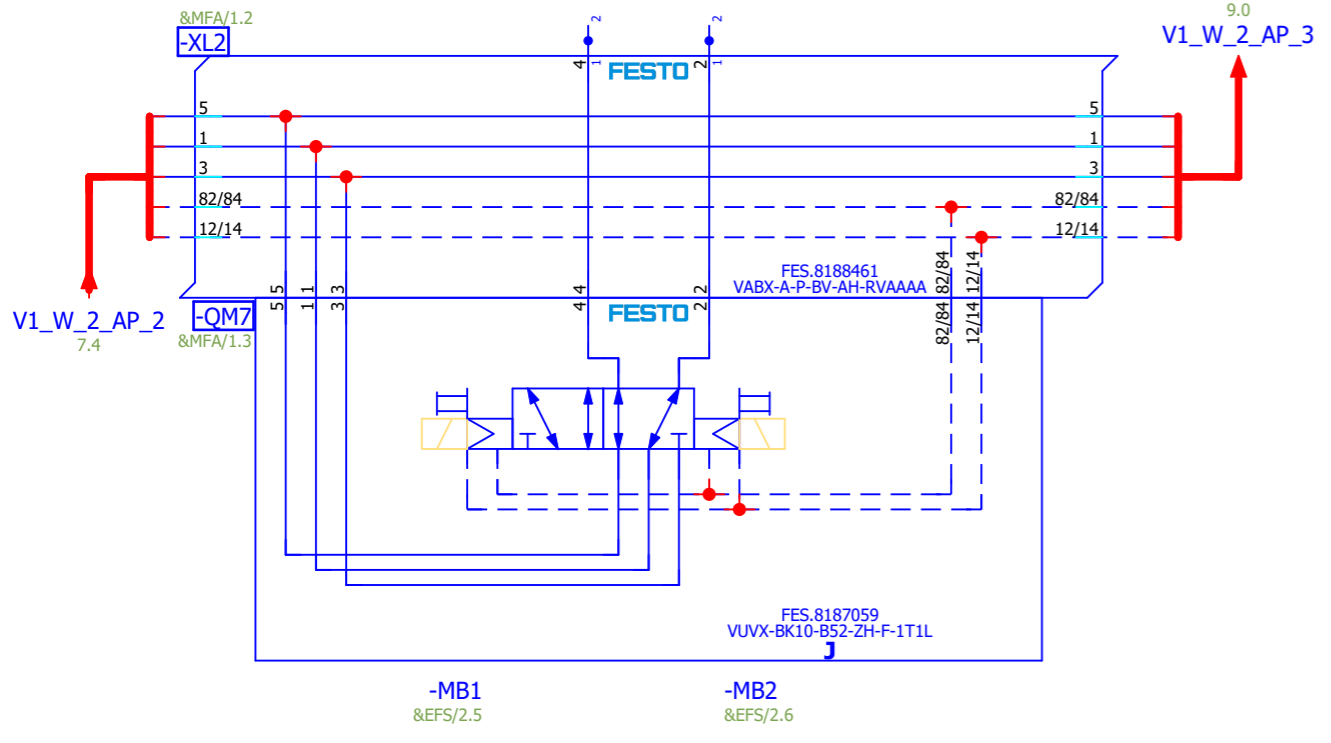 &MFA/1.2
-XL2
2
2
9.0
V1_W_2_AP_3
4
1
2
1
FESTO
5
5
1
1
3
3
82/84
82/84
12/14
12/14
FES.8188461
VABX-A-P-BV-AH-RVAAAA
82/84
12/14
5
1
3
4
2
V1_W_2_AP_2
7.4
-QM7
&MFA/1.3
5
1
3
4
2
FESTO
82/84
12/14
FES.8187059
VUVX-BK10-B52-ZH-F-1T1L
J
-MB1
&EFS/2.5
-MB2
&EFS/2.6